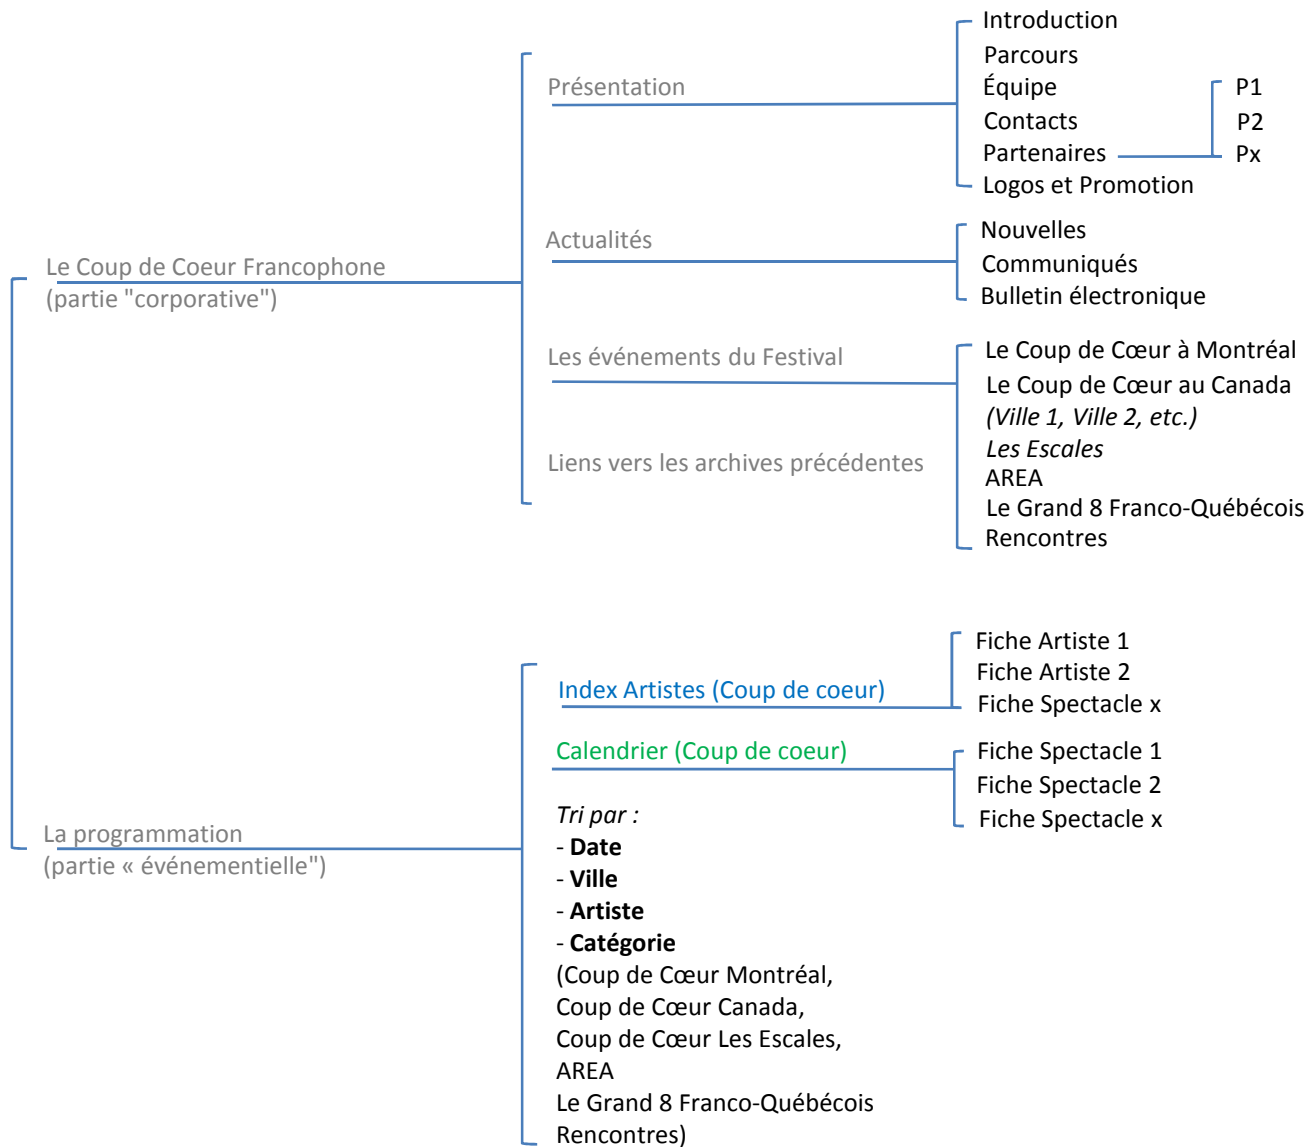 Le Coup de Coeur Francophone
(partie "corporative")
Présentation
Introduction
Parcours
Équipe
Contacts
Partenaires
P1
P2
Px
Logos et Promotion
Actualités
Nouvelles
Communiqués
Bulletin électronique
Les événements du Festival
Le Coup de Cœur à Montréal
Le Coup de Cœur au Canada
(Ville 1, Ville 2, etc.)
Les Escales
AREA
Le Grand 8 Franco-Québécois
Rencontres
Liens vers les archives précédentes
La programmation
(partie « événementielle")
Index Artistes (Coup de coeur)
Fiche Artiste 1
Fiche Artiste 2
Fiche Spectacle x
Calendrier (Coup de coeur)
Fiche Spectacle 1
Fiche Spectacle 2
Fiche Spectacle x
Tri par :
- Date
- Ville
- Artiste
- Catégorie
(Coup de Cœur Montréal,
Coup de Cœur Canada,
Coup de Cœur Les Escales,
AREA
Le Grand 8 Franco-Québécois
Rencontres)